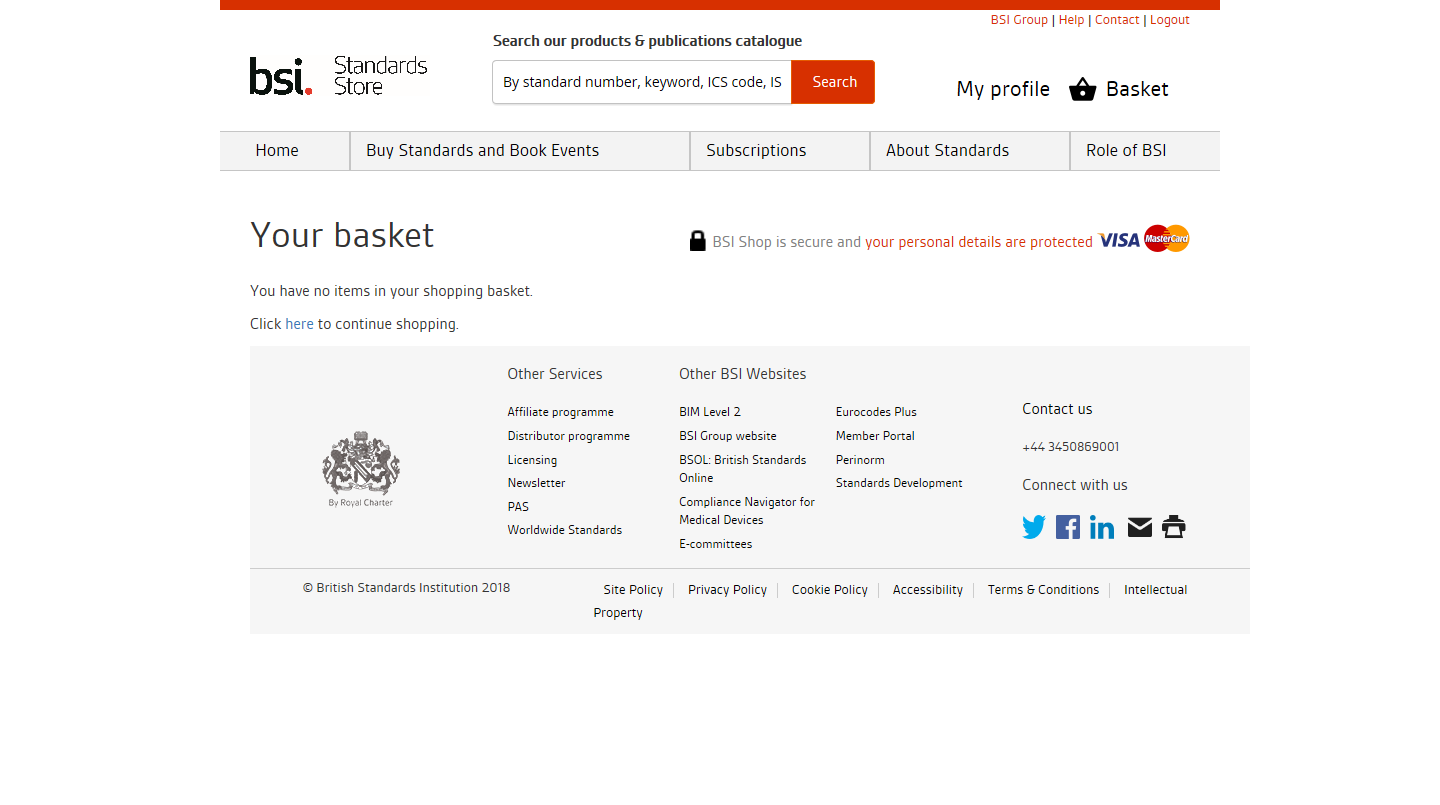 BSI Group | Help | Contact | Logout
Search our products & publications catalogue
bsi. Standards Store
By standard number, keyword, ICS code, IS
Search
My profile
Basket
Home
Buy Standards and Book Events
Subscriptions
About Standards
Role of BSI
Your basket
BSI Shop is secure and your personal details are protected VISA MasterCard
You have no items in your shopping basket.
Click here to continue shopping.
Other Services
Affiliate programme
Distributor programme
Licensing
Newsletter
PAS
Worldwide Standards
Other BSI Websites
BIM Level 2
BSI Group website
BSOL: British Standards
Online
Compliance Navigator for
Medical Devices
E-committees
Eurocodes Plus
Member Portal
Perinorm
Standards Development
Contact us
+44 3450869001
Connect with us
By Royal Charter
© British Standards Institution 2018
Site Policy
Privacy Policy
Cookie Policy
Accessibility
Terms & Conditions
Intellectual
Property